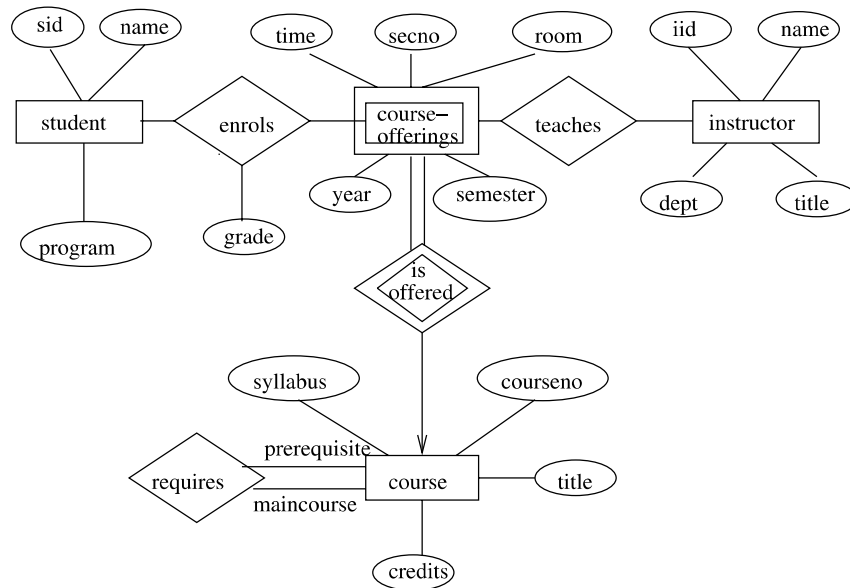 sid
name
time
secno
room
iid
name
student
enrols
course–
offerings
teaches
instructor
year
semester
dept
title
program
grade
is
offered
syllabus
courseno
prerequisite
requires
course
title
maincourse
credits